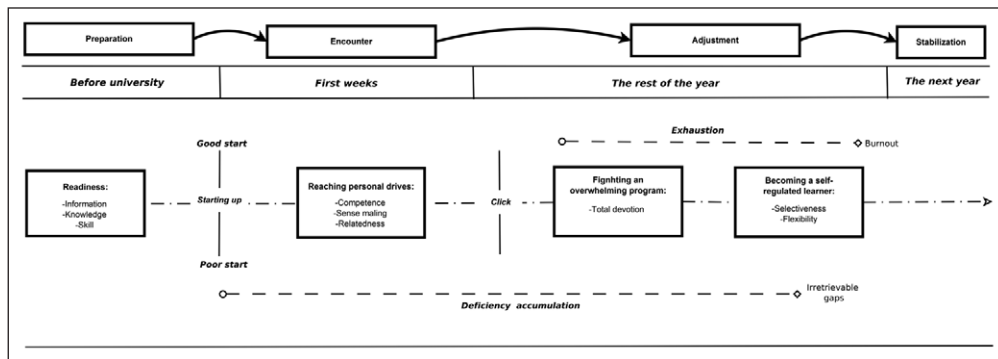 Preparation
Encounter
Adjustment
Stabilization
Before university
First weeks
The rest of the year
The next year
Exhaustion
Burnout
Good start
Readiness:
-Information
-Knowledge
-Skill
Starting up
Reaching personal drives:
-Competence
-Sense maling
-Relatedness
Click
Fignhting an
overwhelming program:
-Total devotion
Becoming a self-
regulated learner:
-Selectiveness
-Flexibility
Poor start
Deficiency accumulation
Irretrievable
gaps